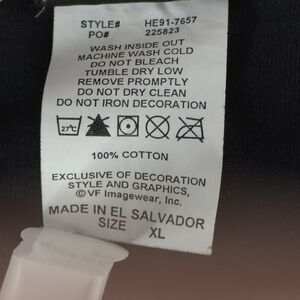 STYLE# HE91-7657
PO# 225823
WASH INSIDE OUT
MACHINE WASH COLD
DO NOT BLEACH
TUMBLE DRY LOW
REMOVE PROMPTLY
DO NOT DRY CLEAN
DO NOT IRON DECORATION
27°C
100% COTTON
EXCLUSIVE OF DECORATION
STYLE AND GRAPHICS,
© VF Imagewear, Inc.
MADE IN EL SALVADOR
SIZE XL